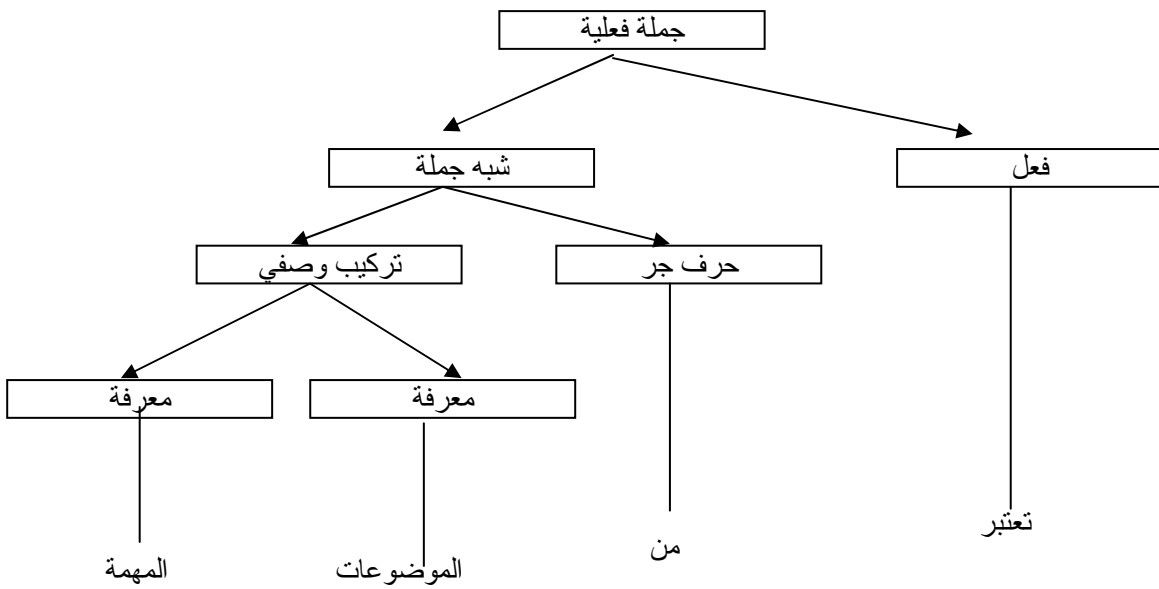 جملة فعلية
فعل
شبه جملة
حرف جر
تركيب وصفي
معرفة
معرفة
تعتبر
من
الموضوعات
المهمة